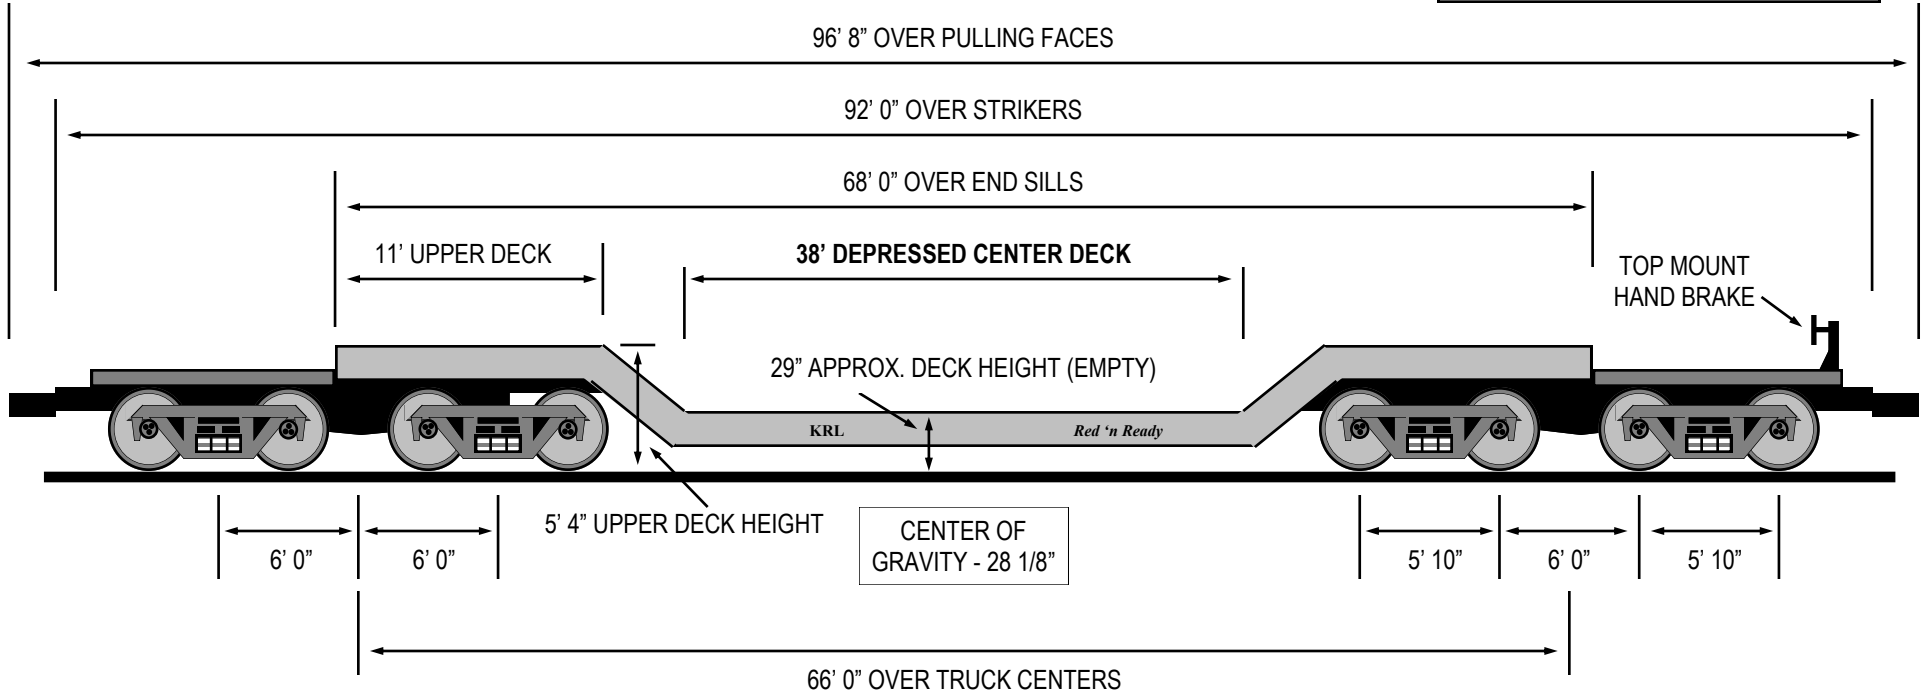 96’ 8” OVER PULLING FACES
92’ 0” OVER STRIKERS
68’ 0” OVER END SILLS
11’ UPPER DECK
38’ DEPRESSED CENTER DECK
TOP MOUNT
HAND BRAKE
29” APPROX. DECK HEIGHT (EMPTY)
KRL
Red ‘n Ready
5’ 4” UPPER DECK HEIGHT
CENTER OF
GRAVITY - 28 1/8”
6’ 0”
6’ 0”
5’ 10”
6’ 0”
5’ 10”
66’ 0” OVER TRUCK CENTERS